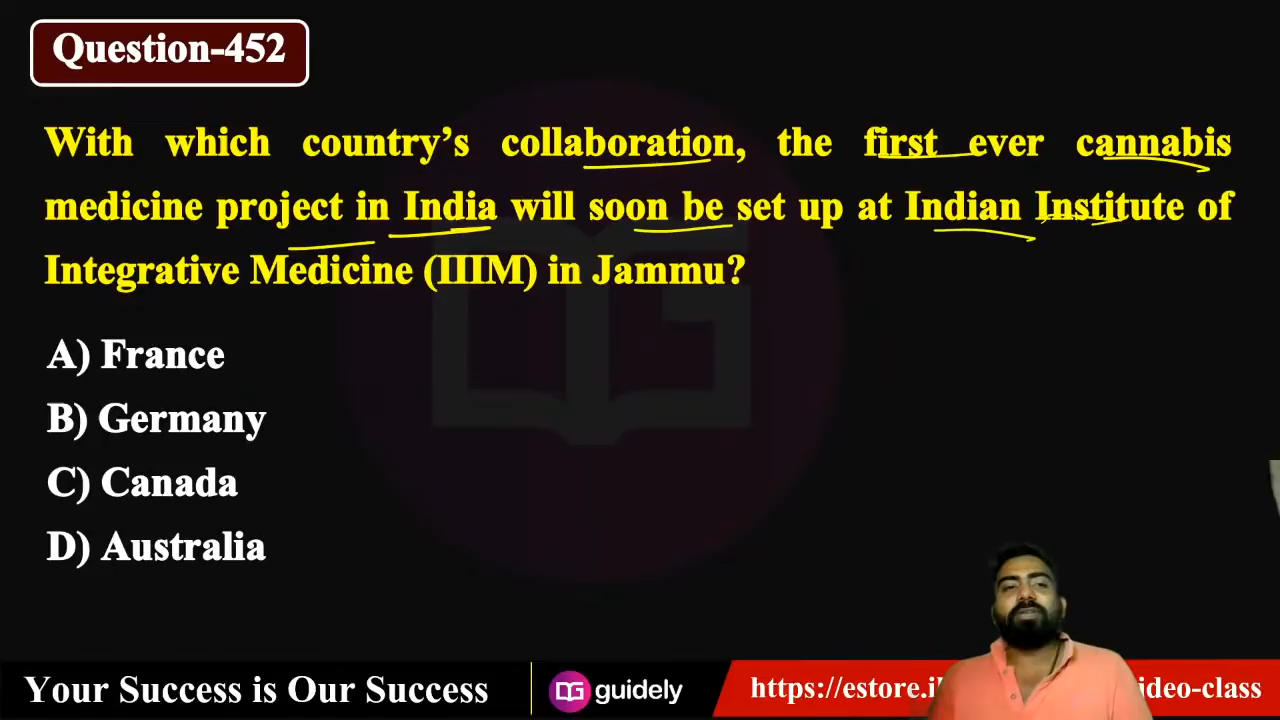 Question-452
With which country's collaboration, the first ever cannabis
medicine project in India will soon be set up at Indian Institute of
Integrative Medicine (IIIM) in Jammu?
A) France
B) Germany
C) Canada
D) Australia
Your Success is Our Success
guidely
https://estore.i ideo-class